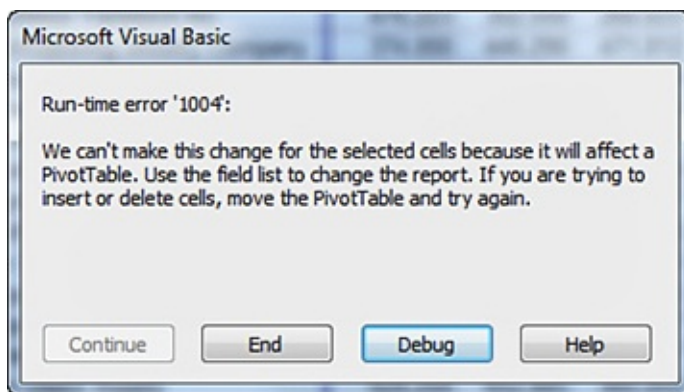 Microsoft Visual Basic
Run-time error '1004':
We can't make this change for the selected cells because it will affect a
PivotTable. Use the field list to change the report. If you are trying to
insert or delete cells, move the PivotTable and try again.
Continue
End
Debug
Help